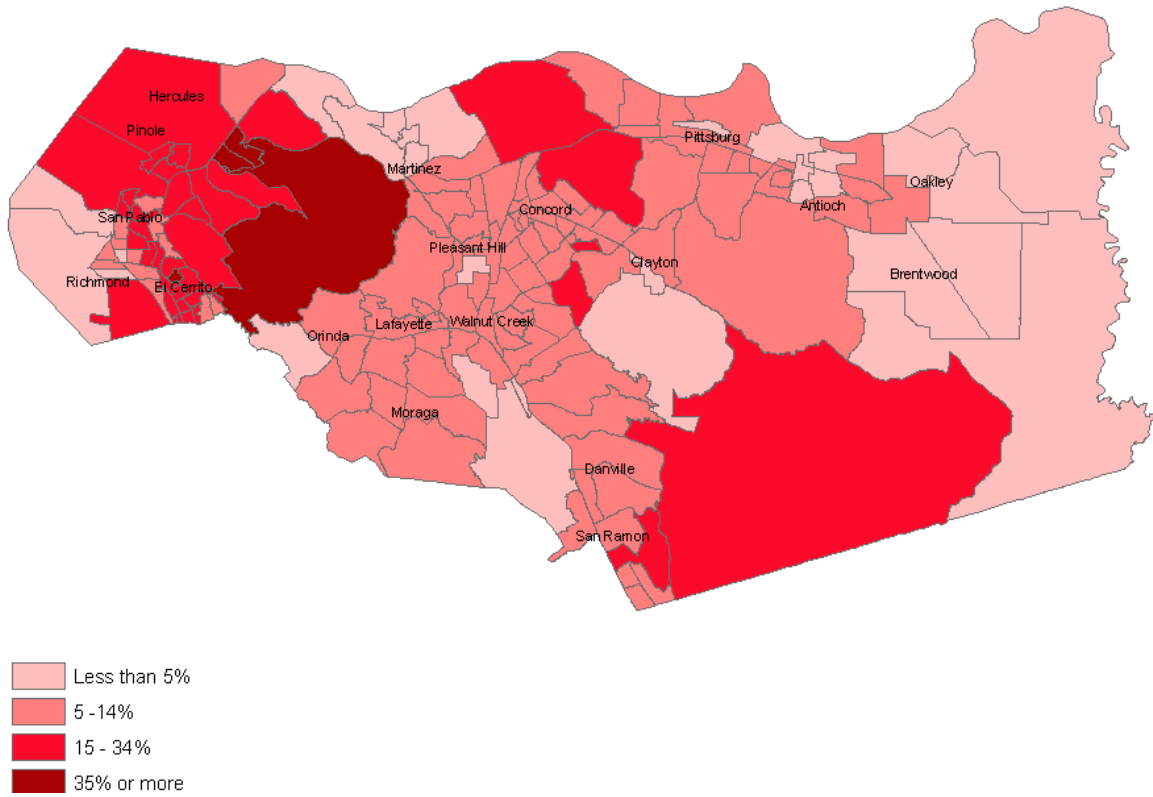 Hercules
Pinole
Pittsburg
Martinez
Oakley
Antioch
Concord
San Pablo
Pleasant Hill
Clayton
Brentwood
Richmond
El Cerrito
Orinda
Lafayette
Walnut Creek
Moraga
Danville
San Ramon
Less than 5%
5 -14%
15 - 34%
35% or more